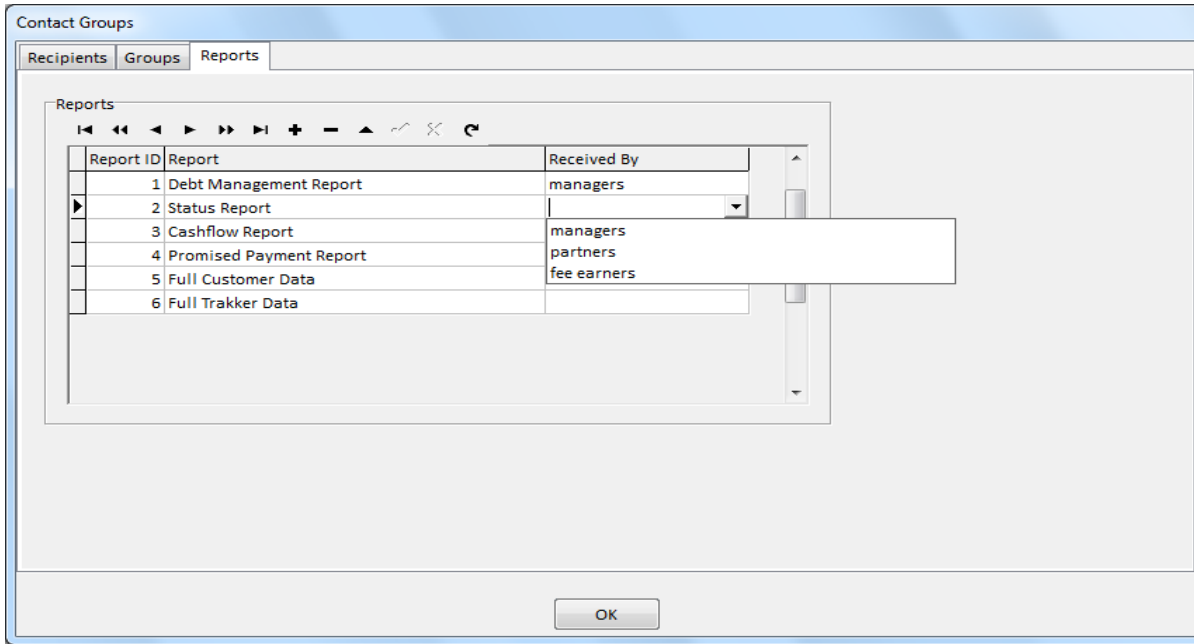 Contact Groups
Recipients Groups Reports
Reports
Report ID Report Received By
1 Debt Management Report managers
2 Status Report
3 Cashflow Report managers
4 Promised Payment Report partners
5 Full Customer Data fee earners
6 Full Trakker Data
OK